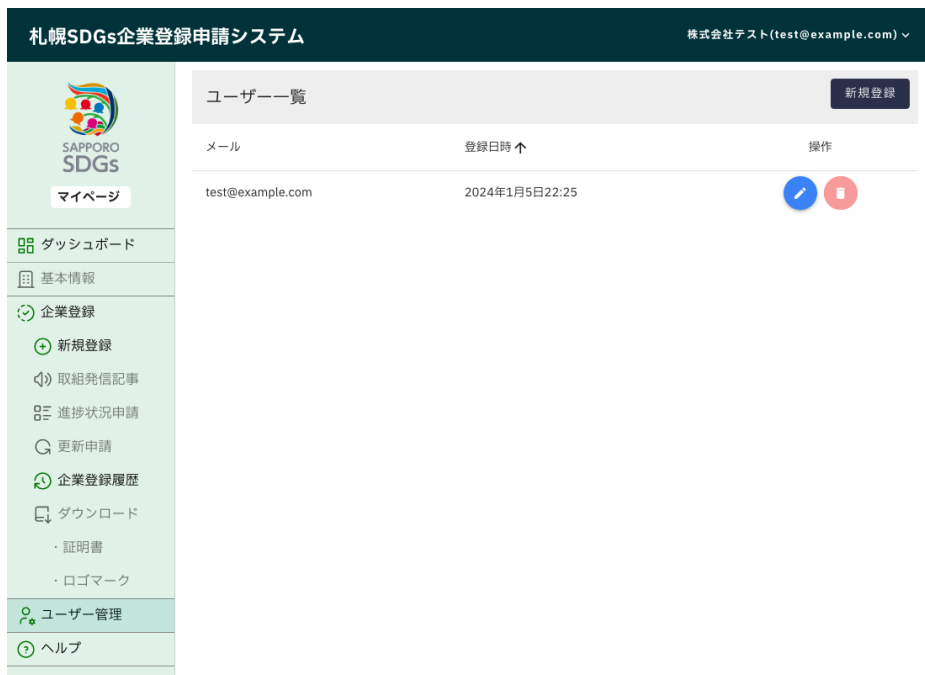 札幌SDGs企業登録申請システム
株式会社テスト(test@example.com)
SAPPORO
SDGs
マイページ
ダッシュボード
基本情報
企業登録
新規登録
取組発信記事
進捗状況申請
更新申請
企業登録履歴
ダウンロード
・証明書
・ロゴマーク
ユーザー管理
ヘルプ
ユーザー一覧
新規登録
メール 登録日時 操作
test@example.com 2024年1月5日22:25